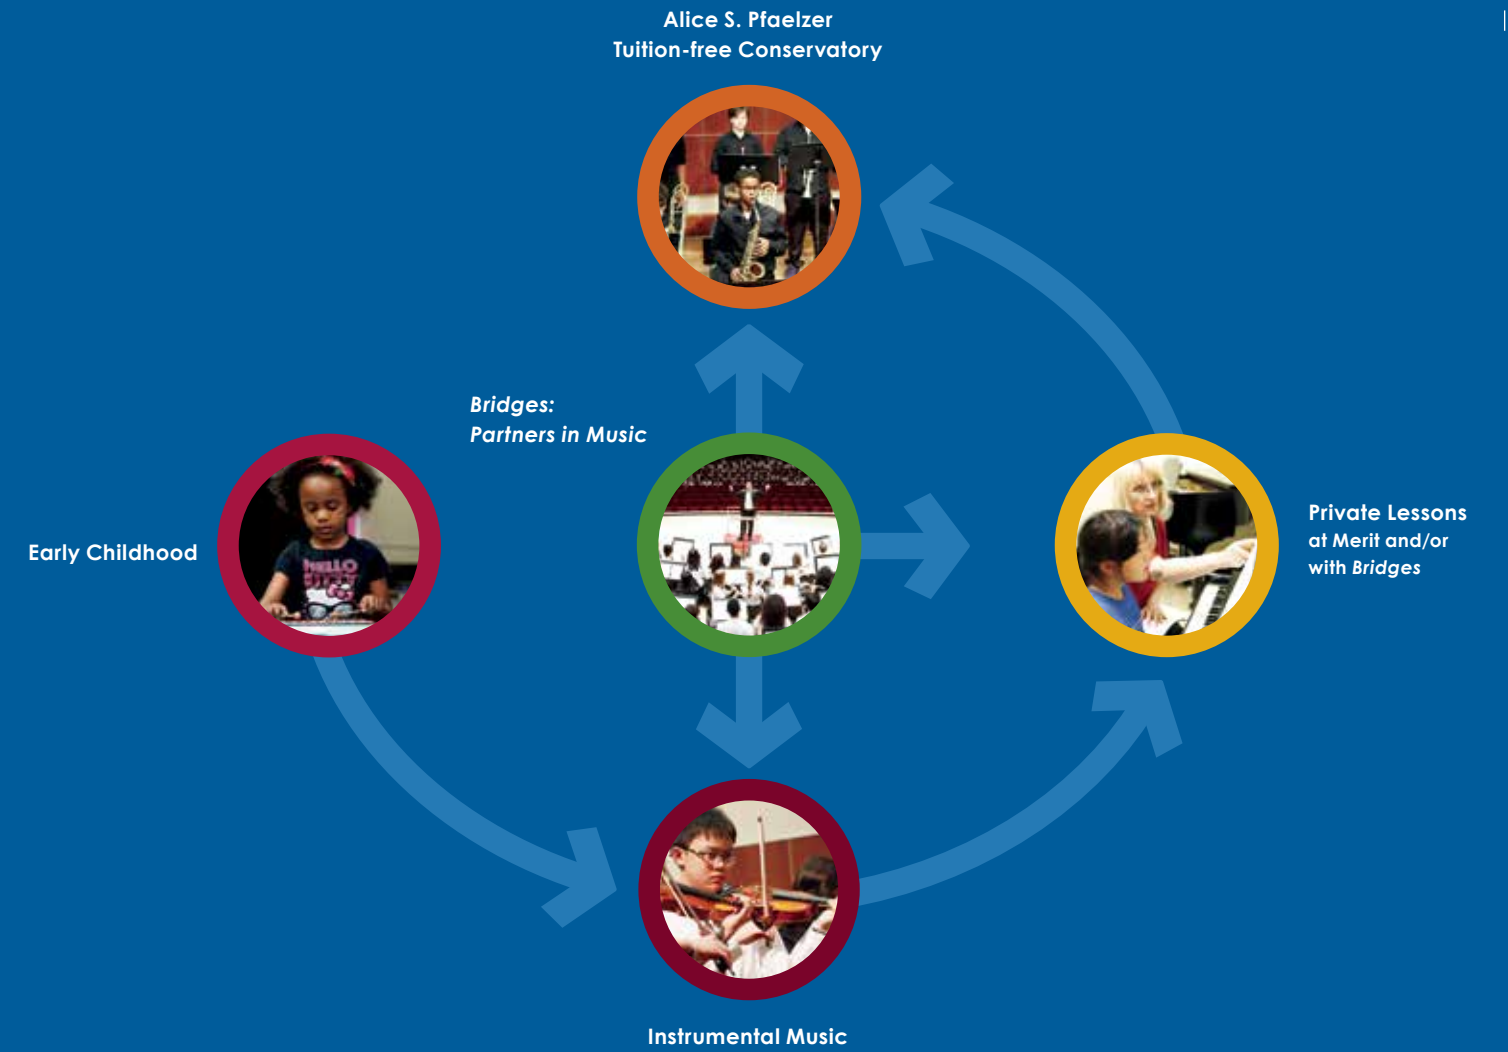 Alice S. Pfaelzer
Tuition-free Conservatory
Bridges:
Partners in Music
Early Childhood
HELLO
Private Lessons
at Merit and/or
with Bridges
Instrumental Music